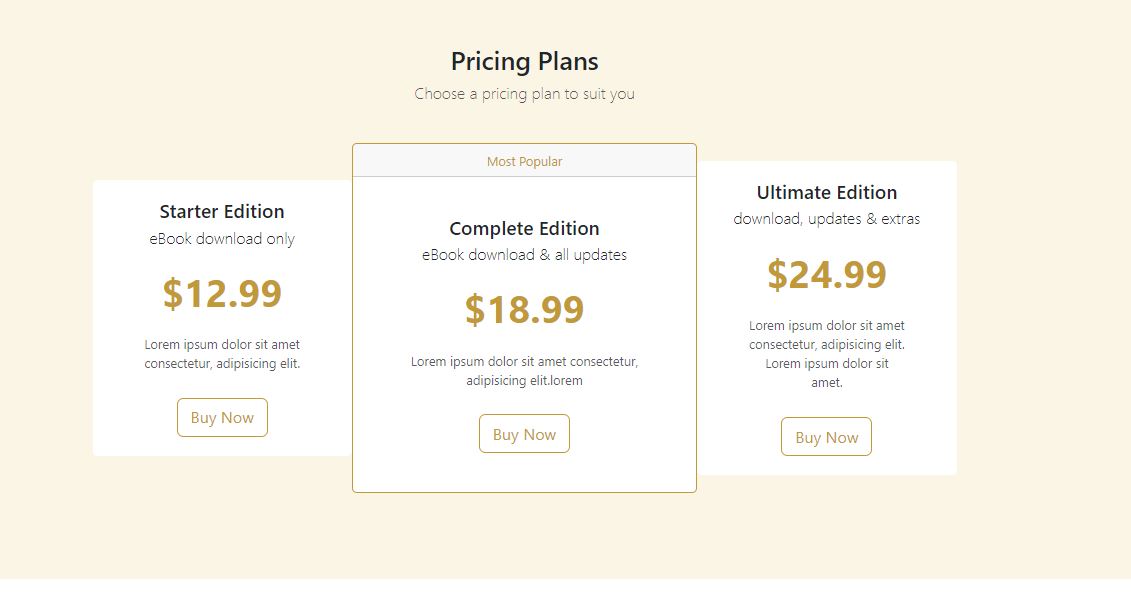 Pricing Plans
Choose a pricing plan to suit you
Starter Edition
eBook download only
$12.99
Lorem ipsum dolor sit amet
consectetur, adipisicing elit.
Buy Now
Most Popular
Complete Edition
eBook download & all updates
$18.99
Lorem ipsum dolor sit amet consectetur,
adipisicing elit.lorem
Buy Now
Ultimate Edition
download, updates & extras
$24.99
Lorem ipsum dolor sit amet
consectetur, adipisicing elit.
Lorem ipsum dolor sit
amet.
Buy Now